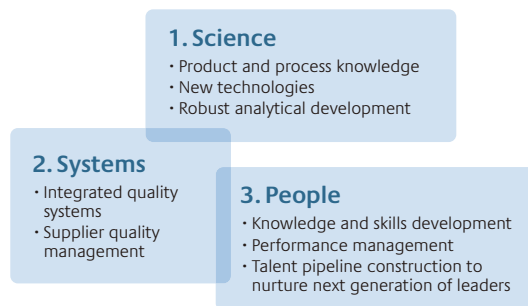 1. Science
・Product and process knowledge
・New technologies
・Robust analytical development
2. Systems
・Integrated quality
systems
・Supplier quality
management
3. People
・Knowledge and skills development
・Performance management
・Talent pipeline construction to
nurture next generation of leaders